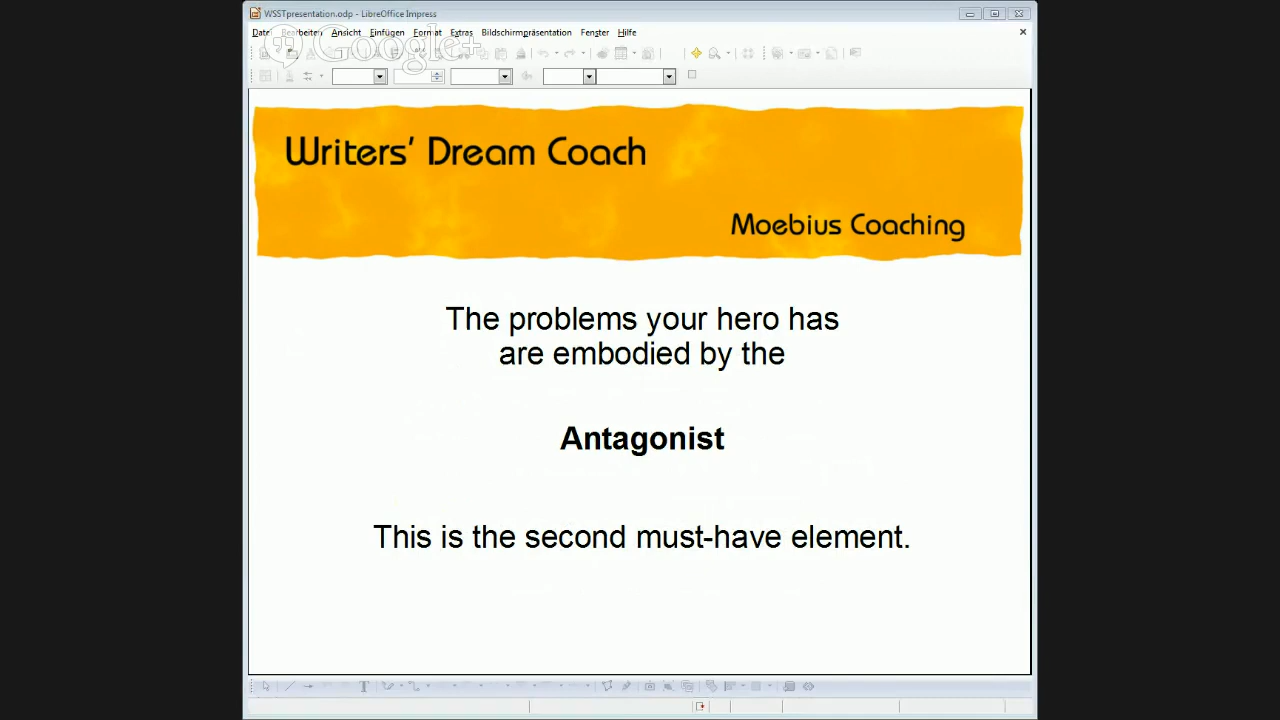 WSSTpresentation.odp - LibreOffice Impress
Datei Bearbeiten Ansicht Einfügen Format Extras Bildschirmpräsentation Fenster Hilfe
Google+
Writers' Dream Coach
Moebius Coaching
The problems your hero has
are embodied by the
Antagonist
This is the second must-have element.